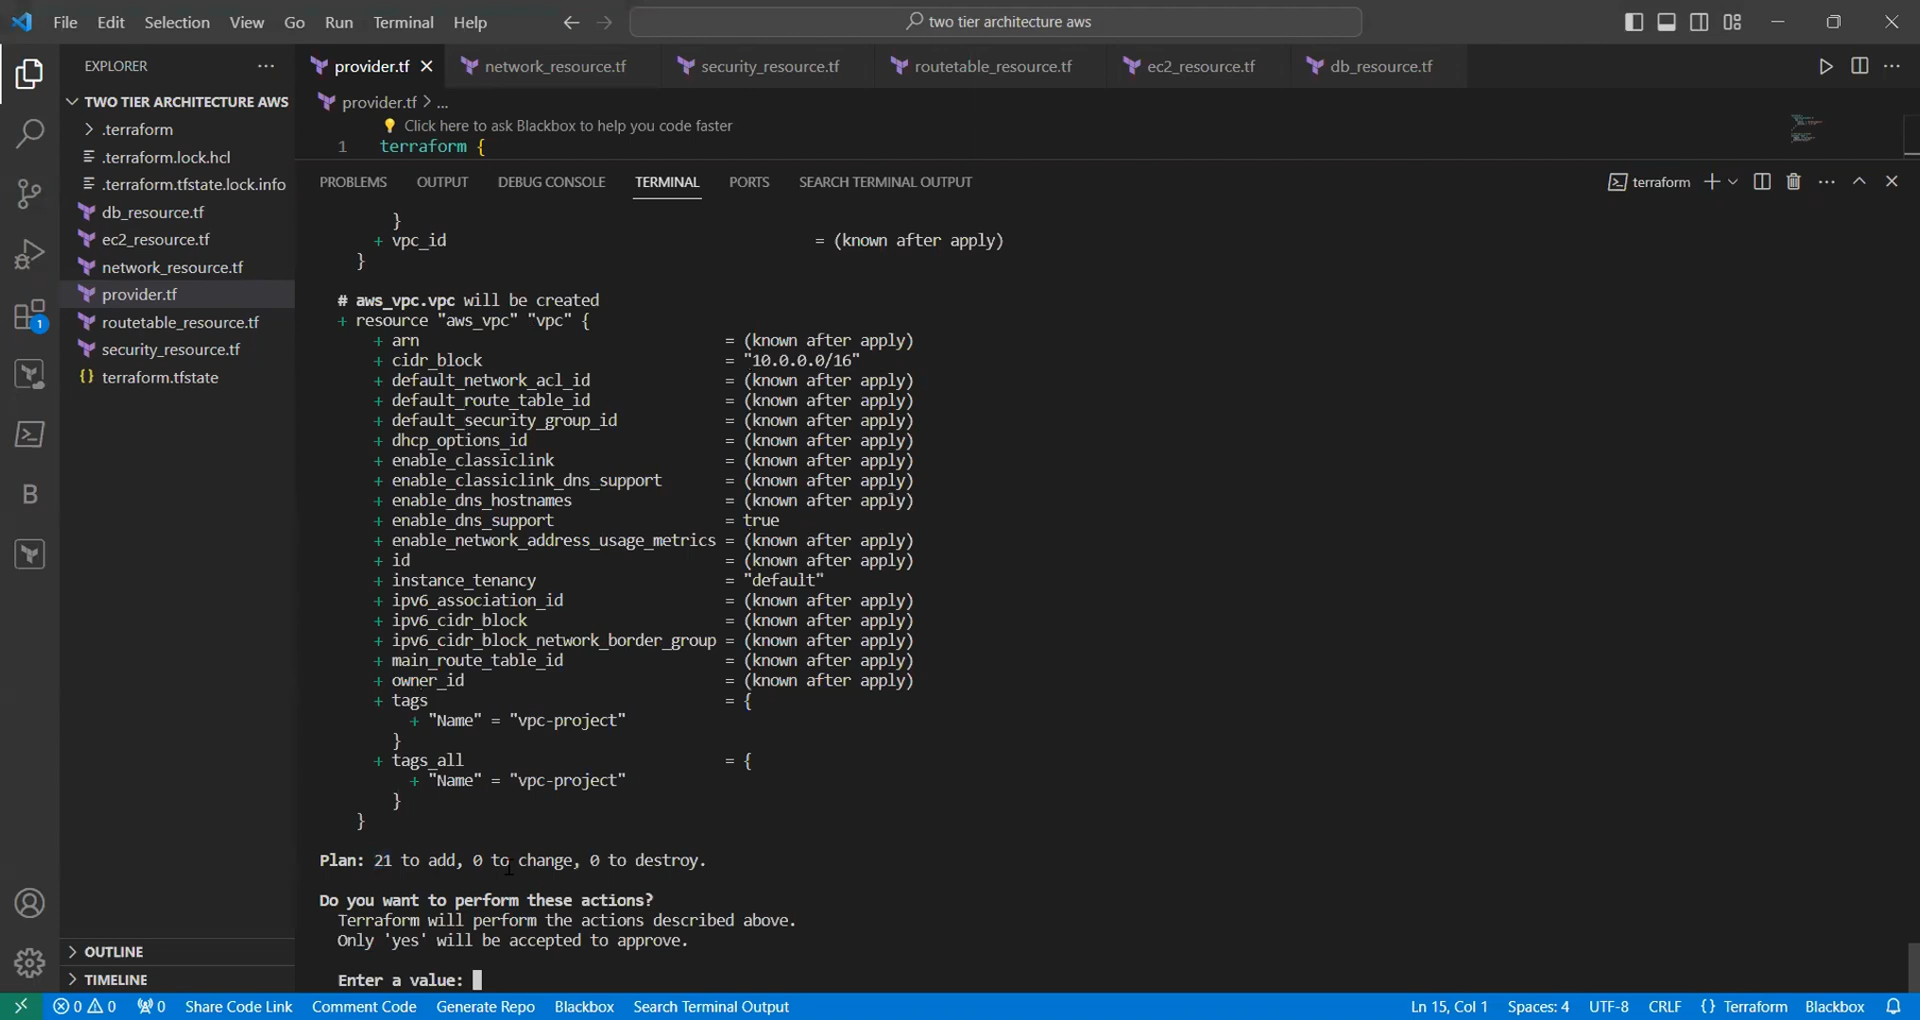 File Edit Selection View Go Run Terminal Help
two tier architecture aws
EXPLORER
TWO TIER ARCHITECTURE AWS
.terraform
.terraform.lock.hcl
.terraform.tfstate.lock.info
db_resource.tf
ec2_resource.tf
network_resource.tf
provider.tf
routetable_resource.tf
security_resource.tf
{} terraform.tfstate
OUTLINE
TIMELINE
1
B
provider.tf network_resource.tf security_resource.tf routetable_resource.tf ec2_resource.tf db_resource.tf
provider.tf > ...
Click here to ask Blackbox to help you code faster
1 terraform {
PROBLEMS OUTPUT DEBUG CONSOLE TERMINAL PORTS SEARCH TERMINAL OUTPUT
terraform
}
+ vpc_id = (known after apply)
}
# aws_vpc.vpc will be created
+ resource "aws_vpc" "vpc" {
+ arn = (known after apply)
+ cidr_block = "10.0.0.0/16"
+ default_network_acl_id = (known after apply)
+ default_route_table_id = (known after apply)
+ default_security_group_id = (known after apply)
+ dhcp_options_id = (known after apply)
+ enable_classiclink = (known after apply)
+ enable_classiclink_dns_support = (known after apply)
+ enable_dns_hostnames = (known after apply)
+ enable_dns_support = true
+ enable_network_address_usage_metrics = (known after apply)
+ id = (known after apply)
+ instance_tenancy = "default"
+ ipv6_association_id = (known after apply)
+ ipv6_cidr_block = (known after apply)
+ ipv6_cidr_block_network_border_group = (known after apply)
+ main_route_table_id = (known after apply)
+ owner_id = (known after apply)
+ tags = {
+ "Name" = "vpc-project"
}
+ tags_all = {
+ "Name" = "vpc-project"
}
}
Plan: 21 to add, 0 to change, 0 to destroy.
Do you want to perform these actions?
Terraform will perform the actions described above.
Only 'yes' will be accepted to approve.
Enter a value:
0 0 0 Share Code Link Comment Code Generate Repo Blackbox Search Terminal Output Ln 15, Col 1 Spaces: 4 UTF-8 CRLF {} Terraform Blackbox